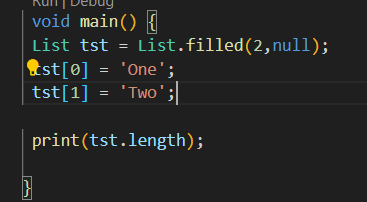 Run | Debug
void main() {
List tst = List.filled(2,null);
tst[0] = 'One';
tst[1] = 'Two';
print(tst.length);
}